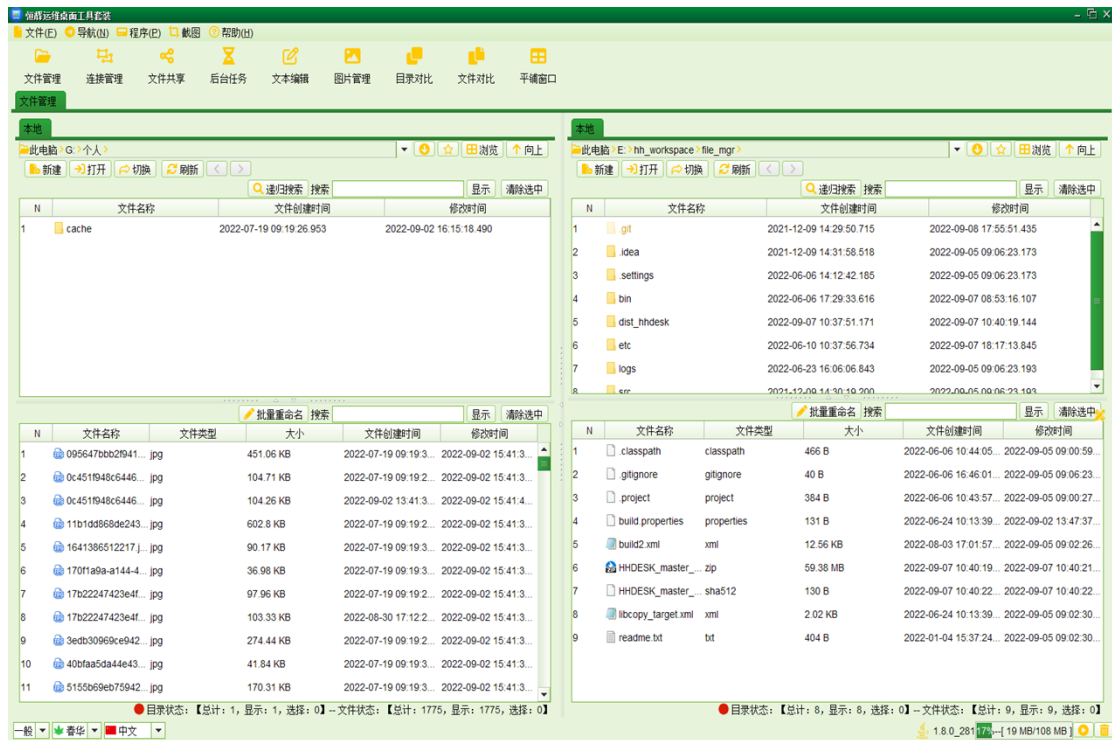 恒辉运维桌面工具套装
文件(F) 导航(N) 程序(P) 截图 帮助(H)
文件管理 连接管理 文件共享 后台任务 文本编辑 图片管理 目录对比 文件对比 平铺窗口
文件管理
本地
此电脑 G: 个人 浏览 向上
新建 打开 切换 刷新
递归搜索 搜索 显示 清除选中
N 文件名称 文件创建时间 修改时间
1 cache 2022-07-19 09:19:26.953 2022-09-02 16:15:18.490
批量重命名 搜索 显示 清除选中
N 文件名称 文件类型 大小 文件创建时间 修改时间
1 095647bbb2f941... jpg 451.06 KB 2022-07-19 09:19:3... 2022-09-02 15:41:3...
2 0c451f948c6446... jpg 104.71 KB 2022-07-19 09:19:2... 2022-09-02 15:41:3...
3 0c451f948c6446... jpg 104.26 KB 2022-09-02 13:41:3... 2022-09-02 15:41:4...
4 11b1dd868de243... jpg 602.8 KB 2022-07-19 09:19:2... 2022-09-02 15:41:3...
5 1641386512217.j... jpg 90.17 KB 2022-07-19 09:19:3... 2022-09-02 15:41:3...
6 170f1a9a-a144-4... jpg 36.98 KB 2022-07-19 09:19:3... 2022-09-02 15:41:3...
7 17b22247423e4f... jpg 97.96 KB 2022-07-19 09:19:3... 2022-09-02 15:41:3...
8 17b22247423e4f... jpg 103.33 KB 2022-08-30 17:12:2... 2022-09-02 15:41:3...
9 3edb30969ce942... jpg 274.44 KB 2022-07-19 09:19:3... 2022-09-02 15:41:3...
10 40bfaa5da44e43... jpg 41.84 KB 2022-07-19 09:19:3... 2022-09-02 15:41:3...
11 5155b69eb75942... jpg 170.31 KB 2022-07-19 09:19:3... 2022-09-02 15:41:3...
目录状态:【总计: 1, 显示: 1, 选择: 0】--文件状态:【总计: 1775, 显示: 1775, 选择: 0】
本地
此电脑 E: hh_workspace file_mgr 浏览 向上
新建 打开 切换 刷新
递归搜索 搜索 显示 清除选中
N 文件名称 文件创建时间 修改时间
1 .git 2021-12-09 14:29:50.715 2022-09-08 17:55:51.435
2 .idea 2021-12-09 14:31:58.518 2022-09-05 09:06:23.173
3 .settings 2022-06-06 14:12:42.185 2022-09-05 09:06:23.173
4 bin 2022-06-06 17:29:33.616 2022-09-07 08:53:16.107
5 dist_hhdesk 2022-09-07 10:37:51.171 2022-09-07 10:40:19.144
6 etc 2022-06-10 10:37:56.734 2022-09-07 18:17:13.845
7 logs 2022-06-23 16:06:06.843 2022-09-05 09:06:23.193
8 src 2021-12-09 14:30:19.200 2022-09-05 09:06:23.193
批量重命名 搜索 显示 清除选中
N 文件名称 文件类型 大小 文件创建时间 修改时间
1 .classpath classpath 466 B 2022-06-06 10:44:05... 2022-09-05 09:00:59...
2 .gitignore gitignore 40 B 2022-06-06 16:46:01... 2022-09-05 09:06:23...
3 .project project 384 B 2022-06-06 10:43:57... 2022-09-05 09:00:27...
4 build.properties properties 131 B 2022-06-24 10:13:39... 2022-09-02 13:47:37...
5 build2.xml xml 12.56 KB 2022-08-03 17:01:57... 2022-09-05 09:02:26...
6 HHDESK_master_... zip 59.38 MB 2022-09-07 10:40:19... 2022-09-07 10:40:21...
7 HHDESK_master_... sha512 130 B 2022-09-07 10:40:22... 2022-09-07 10:40:22...
8 libcopy_target.xml xml 2.02 KB 2022-06-24 10:13:39... 2022-09-05 09:02:30...
9 readme.txt txt 404 B 2022-01-04 15:37:24... 2022-09-05 09:02:30...
目录状态:【总计: 8, 显示: 8, 选择: 0】--文件状态:【总计: 9, 显示: 9, 选择: 0】
一般 春华 中文 1.8.0_281 17%--[ 19 MB/108 MB ]